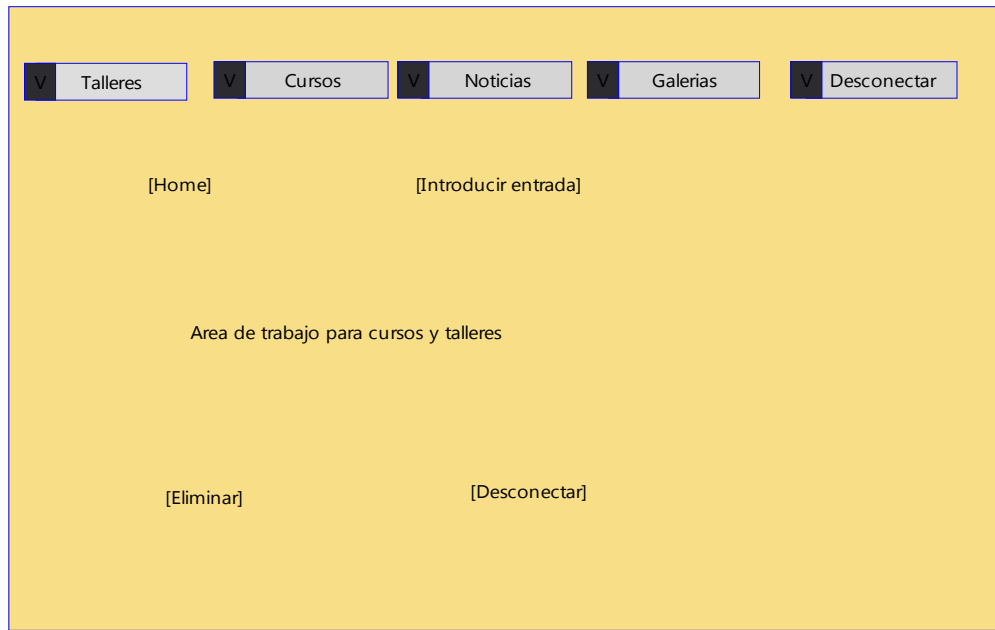 V Talleres V Cursos V Noticias V Galerias V Desconectar
[Home] [Introducir entrada]
Area de trabajo para cursos y talleres
[Eliminar] [Desconectar]